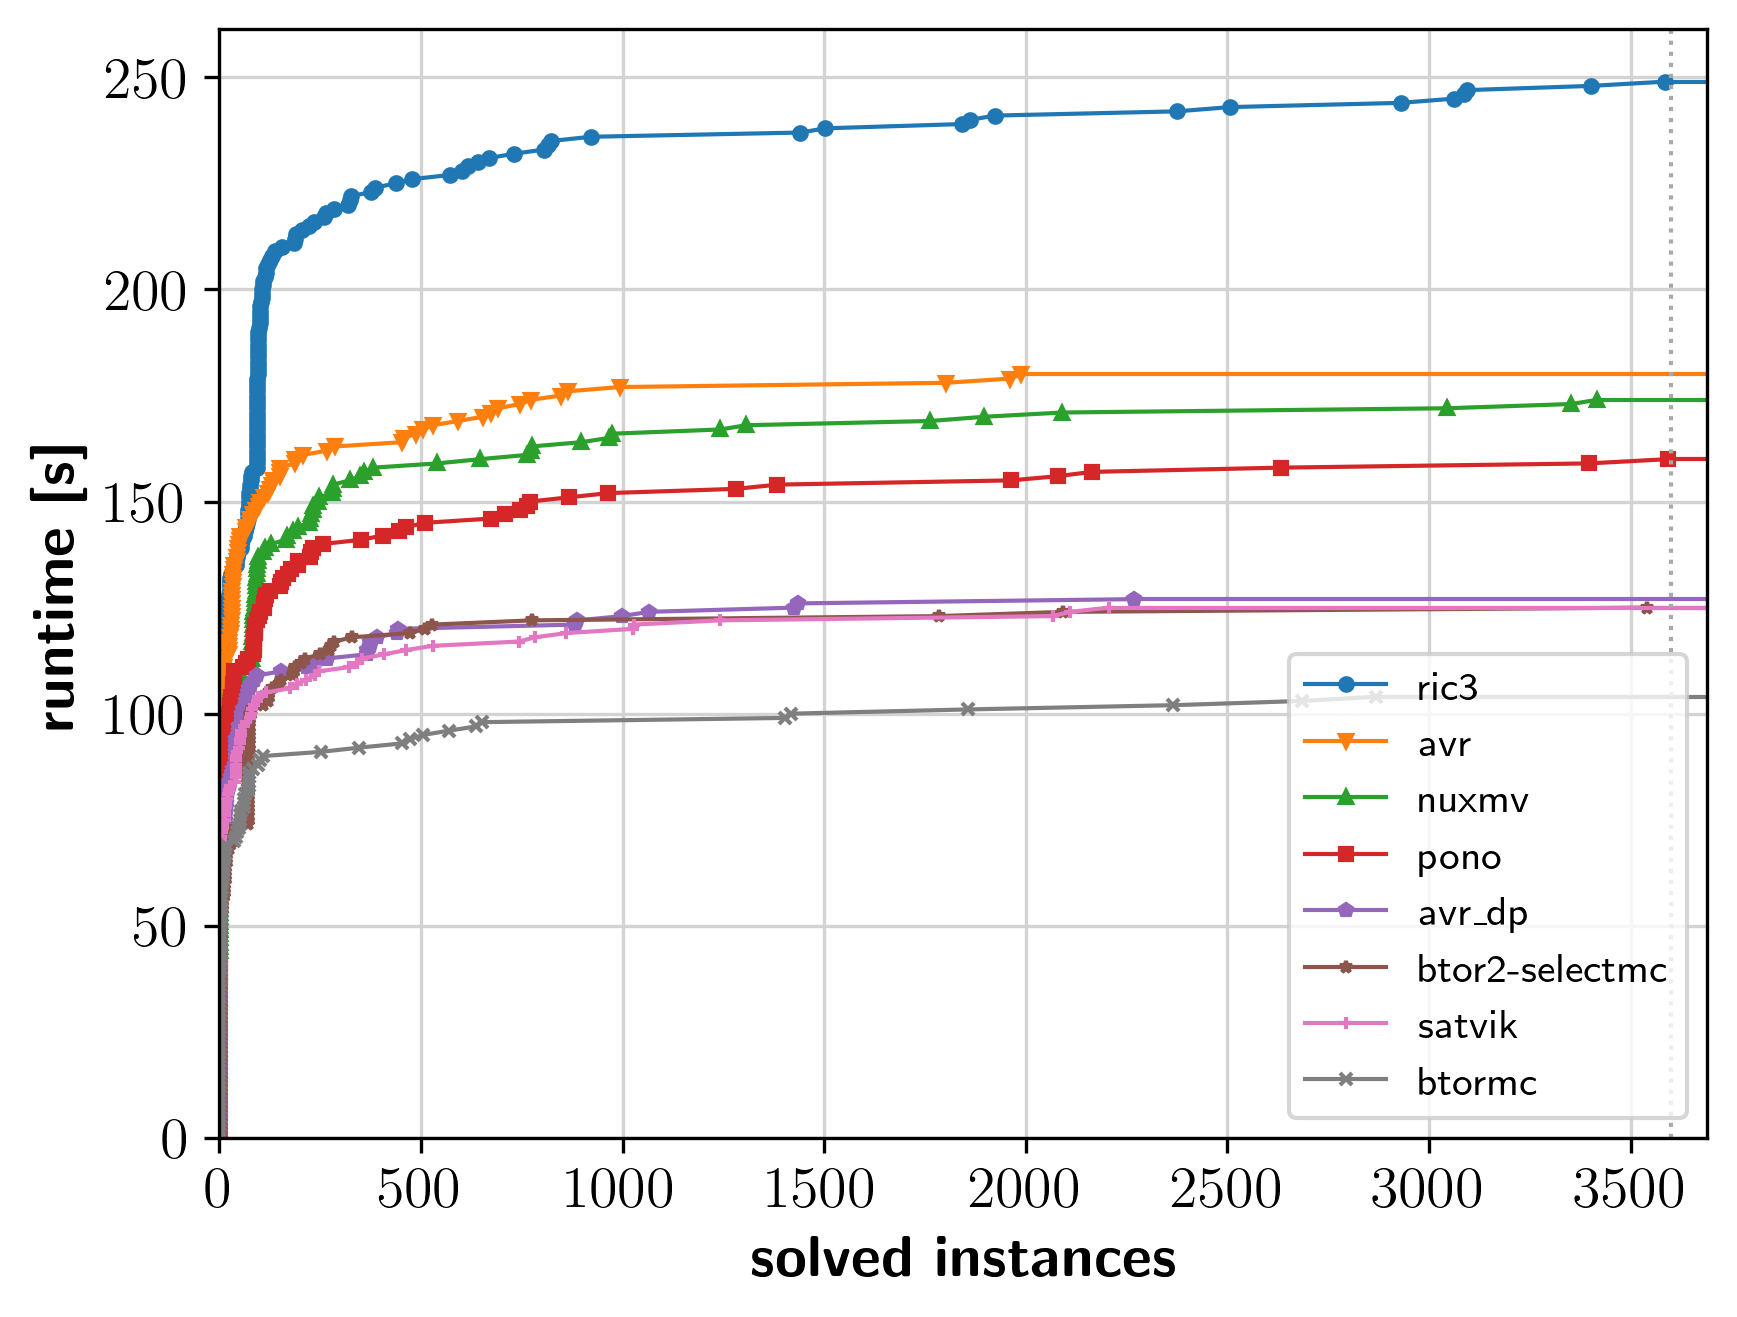 250
200
150
100
50
0
runtime [s]
0 500 1000 1500 2000 2500 3000 3500
solved instances
ric3
avr
nuxmv
pono
avr_dp
btor2-selectmc
satvik
btormc